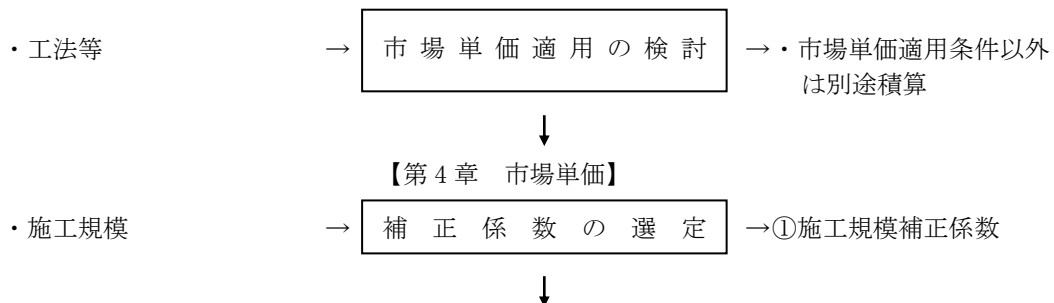 ・工法等 → 市場単価適用の検討 →・市場単価適用条件以外
は別途積算
↓
【第4章 市場単価】
・施工規模 → 補正係数の選定 →①施工規模補正係数
↓